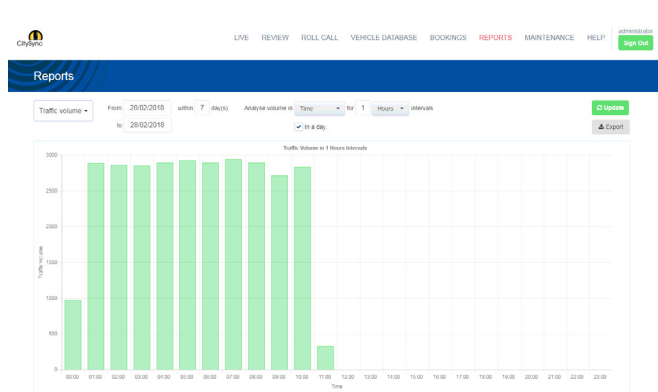 CitySync
LIVE REVIEW ROLL CALL VEHICLE DATABASE BOOKINGS REPORTS MAINTENANCE HELP
administrator
Sign Out
Reports
Traffic volume
From 28/02/2018 within 7 day(s) Analyse volume in Time for 1 Hours intervals
Update
to 28/02/2018
In a day.
Export
Traffic Volume in 1 Hours Intervals
3000
2500
2000
1500
1000
500
0
Traffic Volume
00:00 01:00 02:00 03:00 04:00 05:00 06:00 07:00 08:00 09:00 10:00 11:00 12:00 13:00 14:00 15:00 16:00 17:00 18:00 19:00 20:00 21:00 22:00 23:00
Time